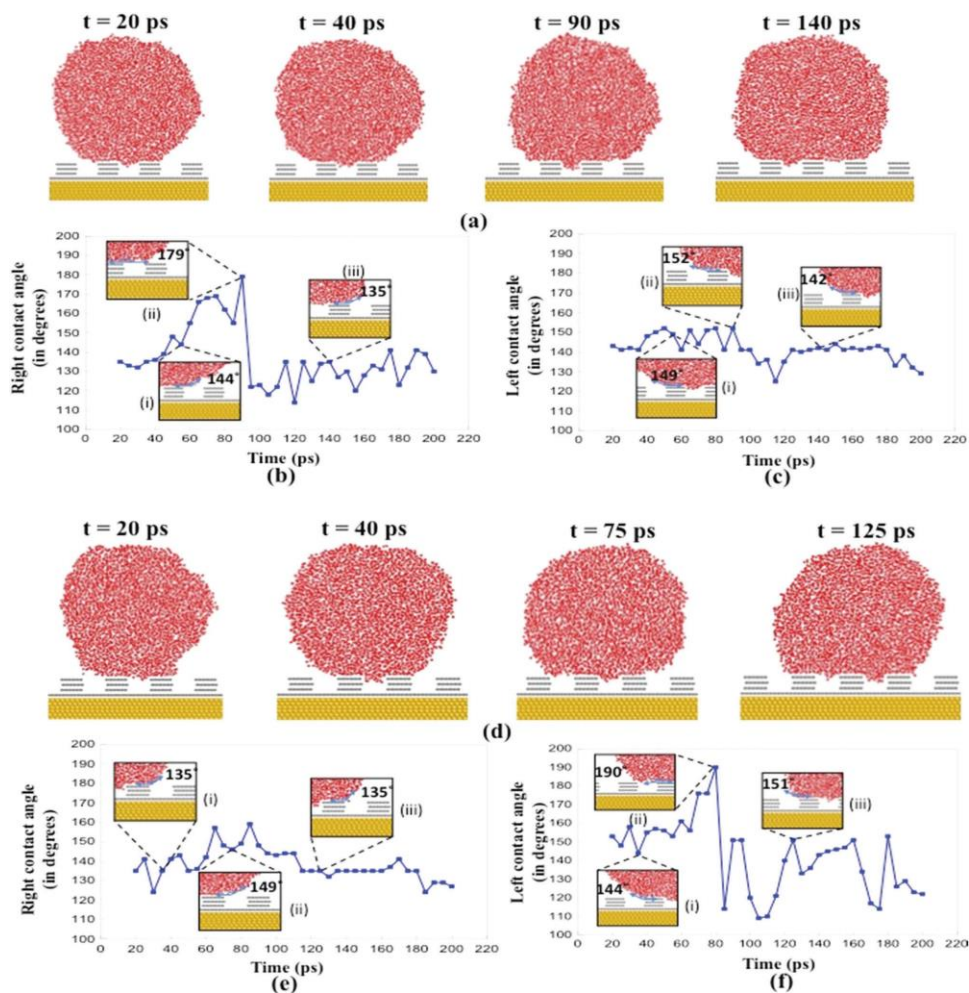 t = 20 ps t = 40 ps t = 90 ps t = 140 ps
(a)
Right contact angle
(in degrees)
200
190
180
170
160
150
140
130
120
110
100
0 20 40 60 80 100 120 140 160 180 200 220
179°
(ii)
144°
(i)
(iii)
135°
Time (ps)
(b)
Left contact angle
(in degrees)
200
190
180
170
160
150
140
130
120
110
100
0 20 40 60 80 100 120 140 160 180 200 220
152°
(ii)
149°
(i)
142°
(iii)
Time (ps)
(c)
t = 20 ps t = 40 ps t = 75 ps t = 125 ps
(d)
Right contact angle
(in degrees)
200
190
180
170
160
150
140
130
120
110
100
0 20 40 60 80 100 120 140 160 180 200 220
135°
(i)
149°
(ii)
135°
(iii)
Time (ps)
(e)
Left contact angle
(in degrees)
200
190
180
170
160
150
140
130
120
110
100
0 20 40 60 80 100 120 140 160 180 200 220
190°
(ii)
144°
(i)
151°
(iii)
Time (ps)
(f)